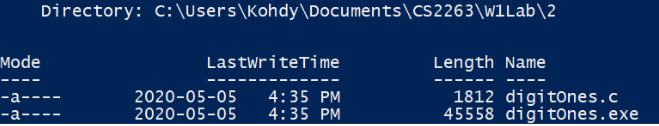 Directory: C:\Users\Kohdy\Documents\CS2263\W1Lab\2
Mode LastWriteTime Length Name
---- ------------- ------ ----
-a---- 2020-05-05 4:35 PM 1812 digitOnes.c
-a---- 2020-05-05 4:35 PM 45558 digitOnes.exe